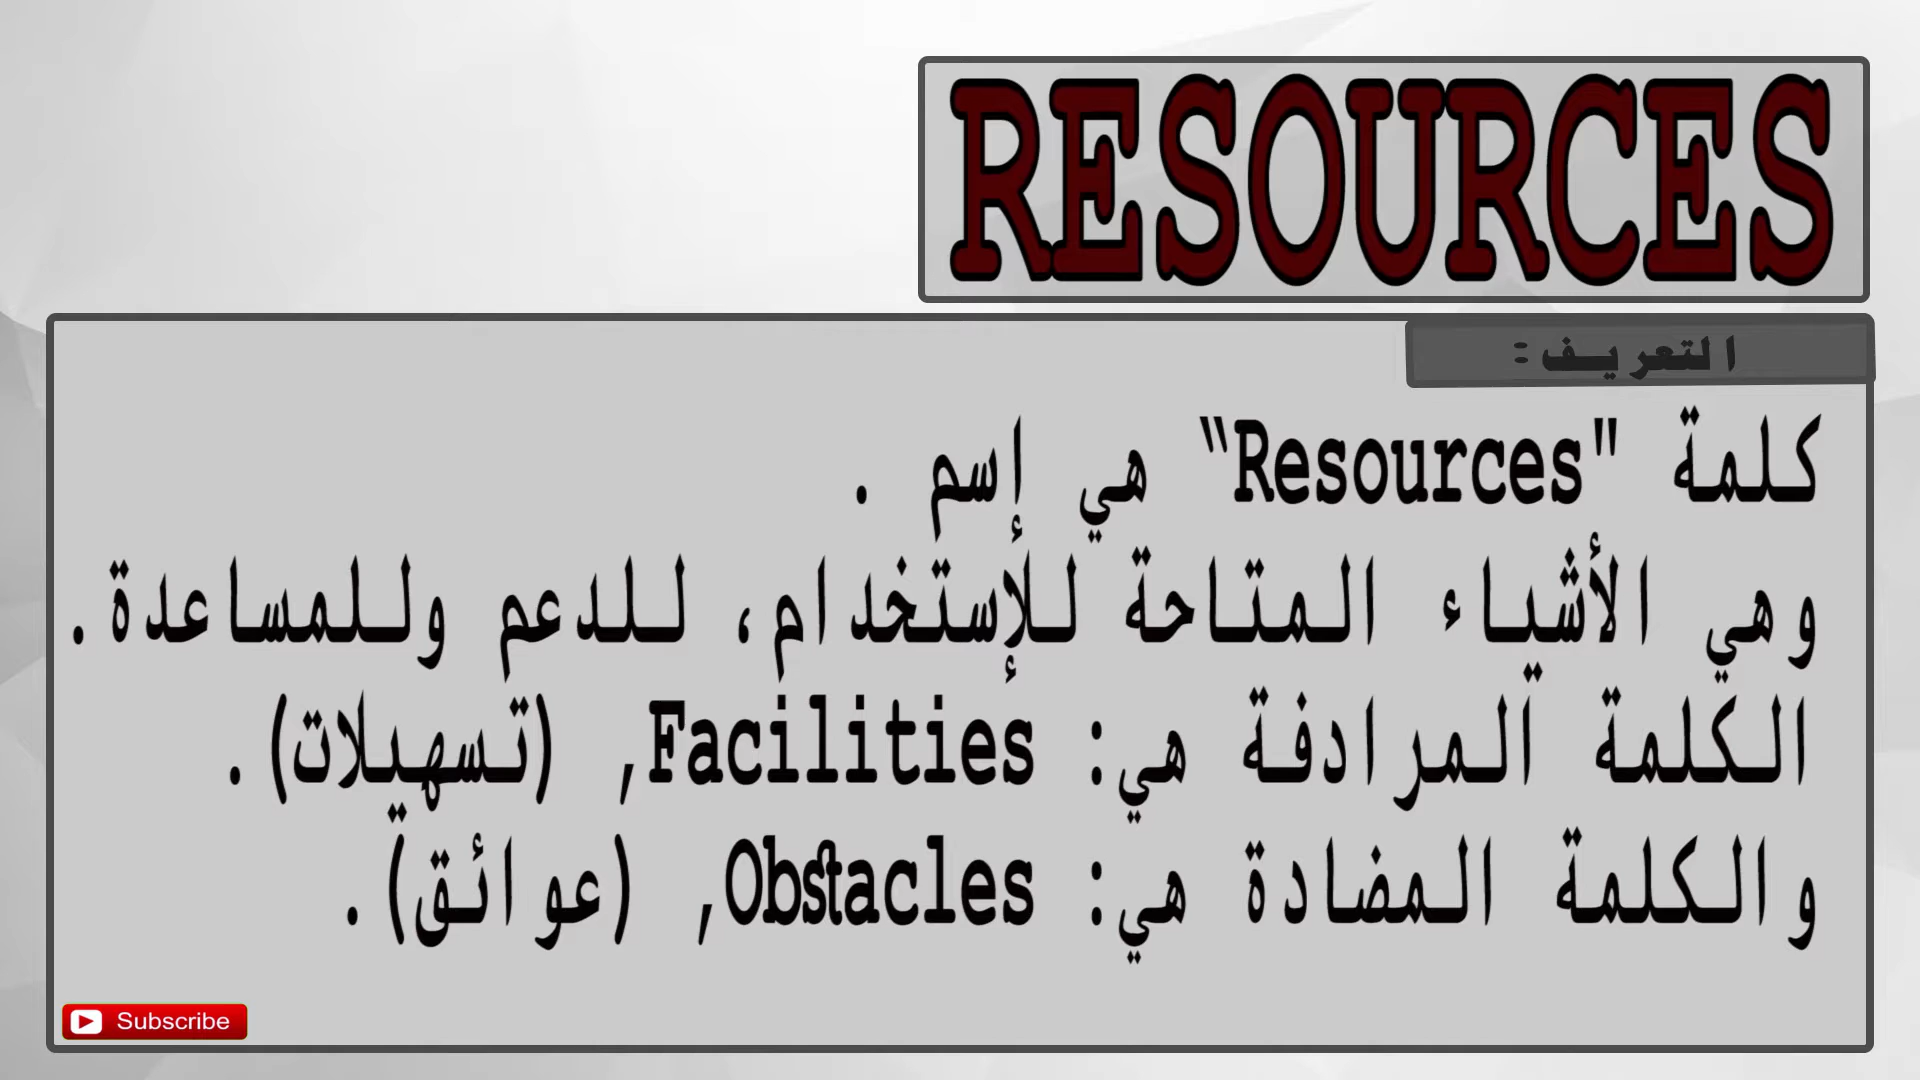 RESOURCES
التعريف:
كلمة "Resources" هي إسم .
وهي الأشياء المتاحة للإستخدام، للدعم وللمساعدة.
الكلمة المرادفة هي: Facilities, (تسهيلات).
والكلمة المضادة هي: Obstacles, (عوائق).
Subscribe